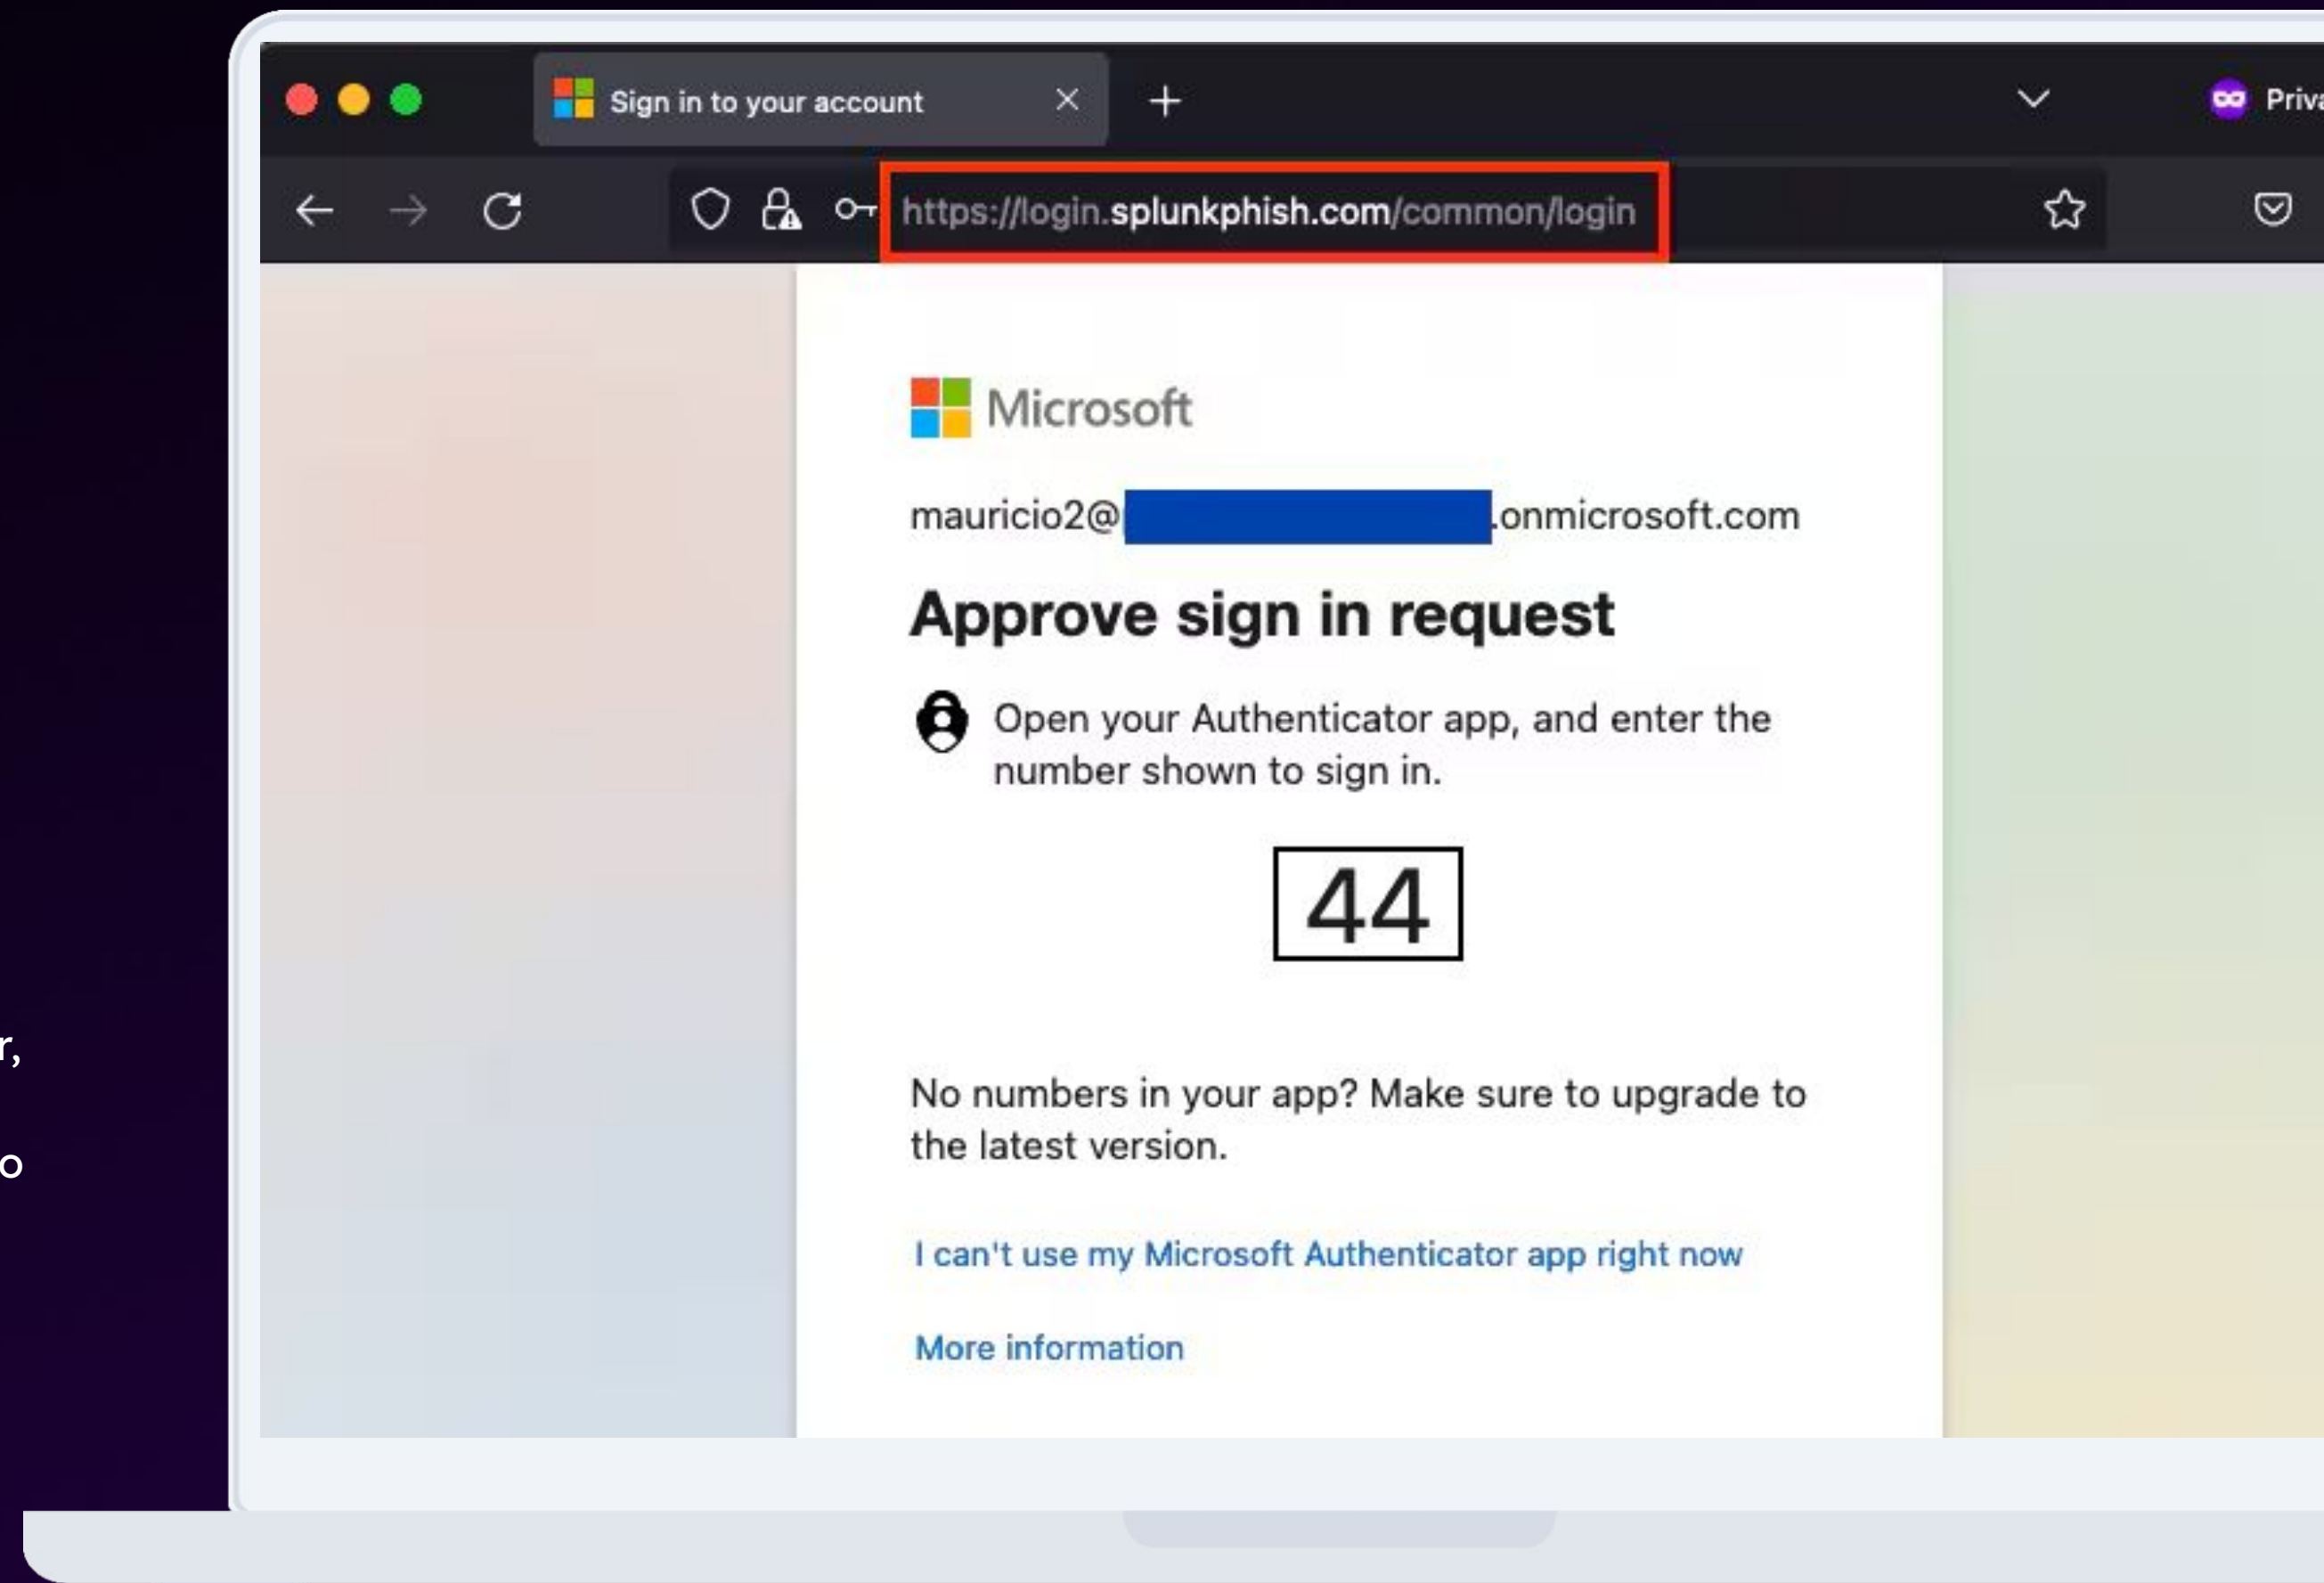 Sign in to your account
Priva
https://login.splunkphish.com/common/login
Microsoft
mauricio2@
.onmicrosoft.com
Approve sign in request
Open your Authenticator app, and enter the
number shown to sign in.
44
r,
o
No numbers in your app? Make sure to upgrade to
the latest version.
I can't use my Microsoft Authenticator app right now
More information